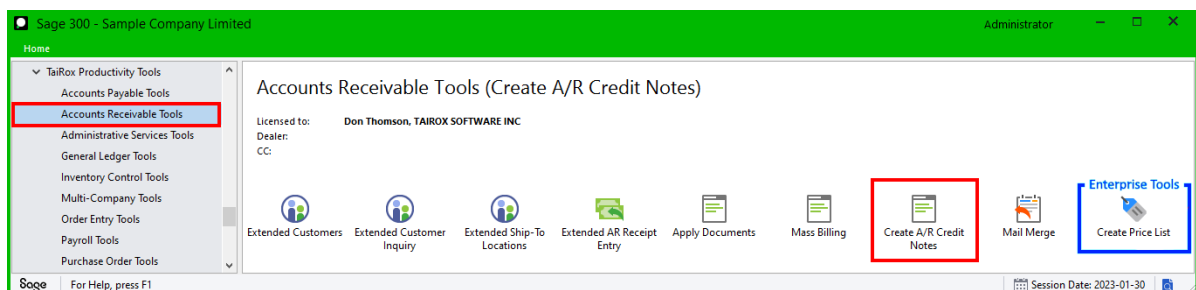 Sage 300 - Sample Company Limited
Administrator
Home
TaiRox Productivity Tools
Accounts Payable Tools
Accounts Receivable Tools
Administrative Services Tools
General Ledger Tools
Inventory Control Tools
Multi-Company Tools
Order Entry Tools
Payroll Tools
Purchase Order Tools
Accounts Receivable Tools (Create A/R Credit Notes)
Licensed to: Don Thomson, TAIROX SOFTWARE INC
Dealer:
CC:
Enterprise Tools
Extended Customers
Extended Customer
Inquiry
Extended Ship-To
Locations
Extended AR Receipt
Entry
Apply Documents
Mass Billing
Create A/R Credit
Notes
Mail Merge
Create Price List
Sage For Help, press F1
Session Date: 2023-01-30